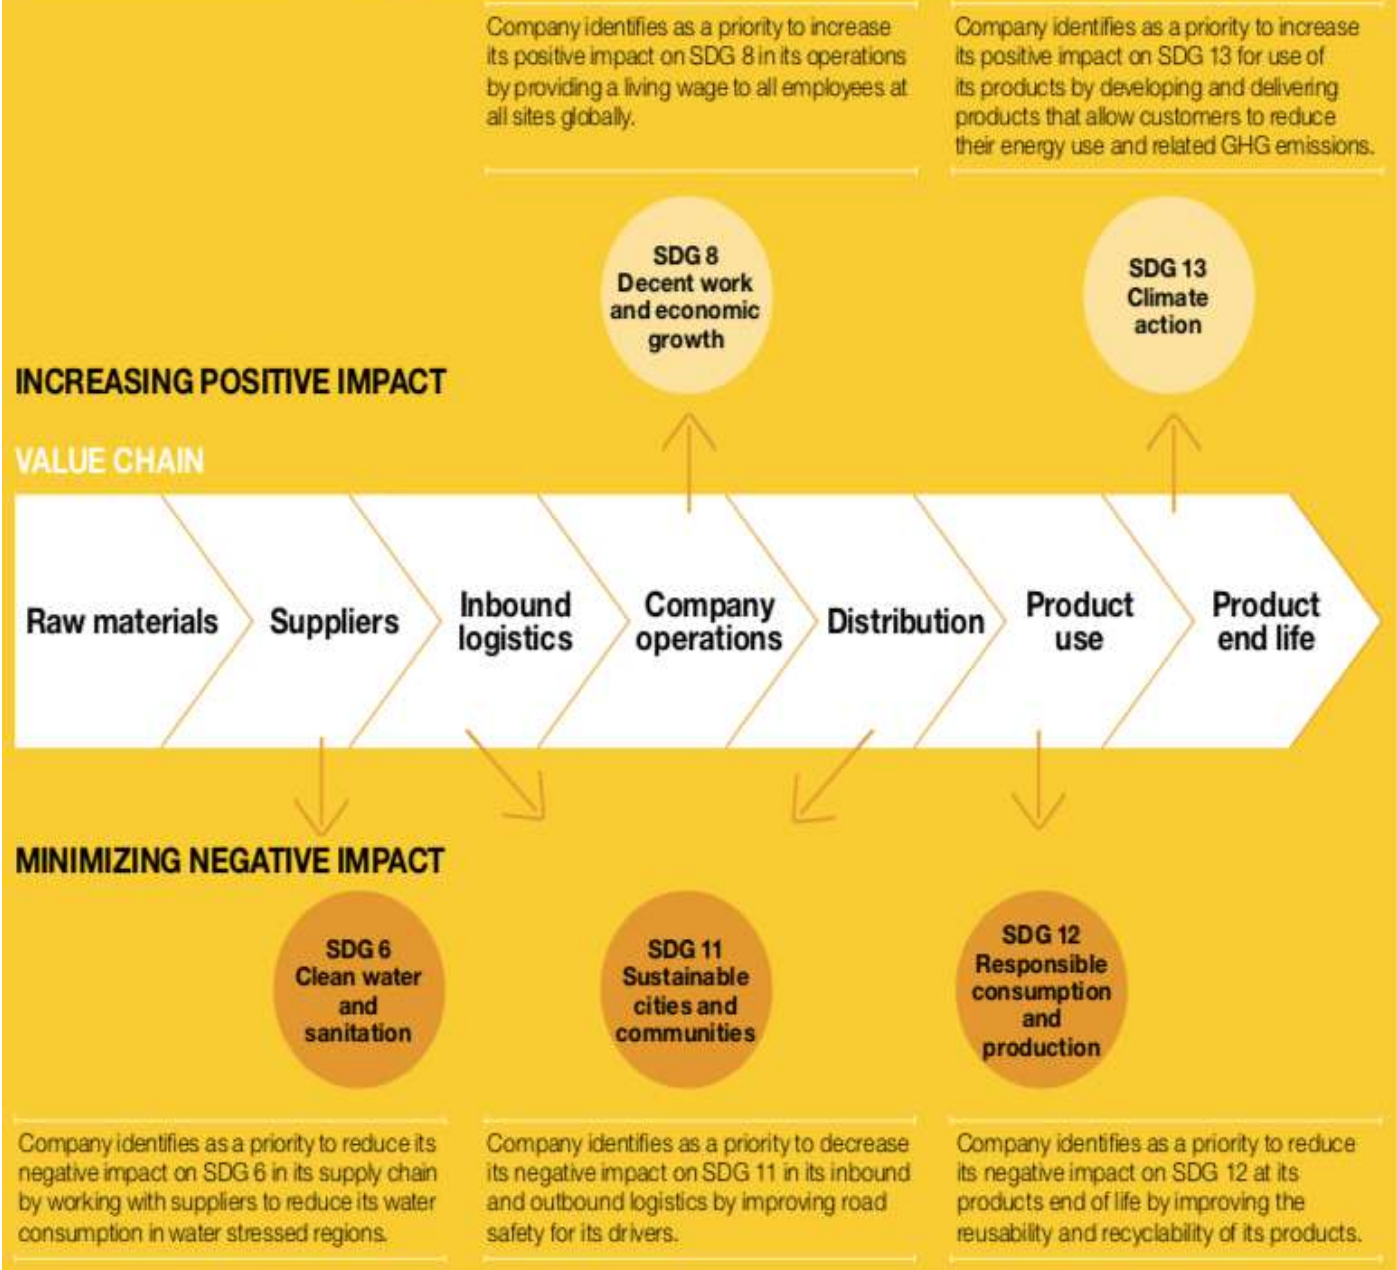 Company identifies as a priority to increase
its positive impact on SDG 8 in its operations
by providing a living wage to all employees at
all sites globally.
Company identifies as a priority to increase
its positive impact on SDG 13 for use of
its products by developing and delivering
products that allow customers to reduce
their energy use and related GHG emissions.
SDG 8
Decent work
and economic
growth
SDG 13
Climate
action
INCREASING POSITIVE IMPACT
VALUE CHAIN
Raw materials
Suppliers
Inbound
logistics
Company
operations
Distribution
Product
use
Product
end life
MINIMIZING NEGATIVE IMPACT
SDG 6
Clean water
and
sanitation
SDG 11
Sustainable
cities and
communities
SDG 12
Responsible
consumption
and
production
Company identifies as a priority to reduce its
negative impact on SDG 6 in its supply chain
by working with suppliers to reduce its water
consumption in water stressed regions.
Company identifies as a priority to decrease
its negative impact on SDG 11 in its inbound
and outbound logistics by improving road
safety for its drivers.
Company identifies as a priority to reduce
its negative impact on SDG 12 at its
products end of life by improving the
reusability and recyclability of its products.